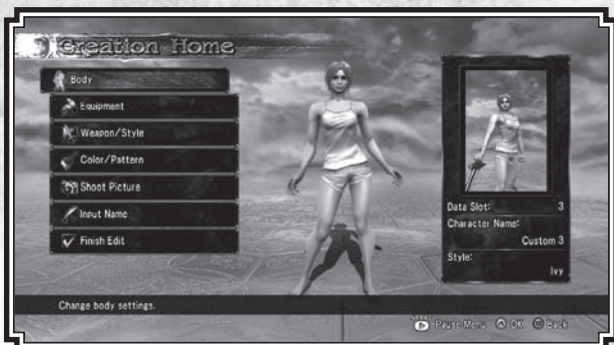 Creation Home
Body
Equipment
Weapon/Style
Color/Pattern
Shoot Picture
Input Name
Finish Edit
Data Slot: 3
Character Name:
Custom 3
Style:
Ivy
Change body settings.
START
Pause Menu OK Back